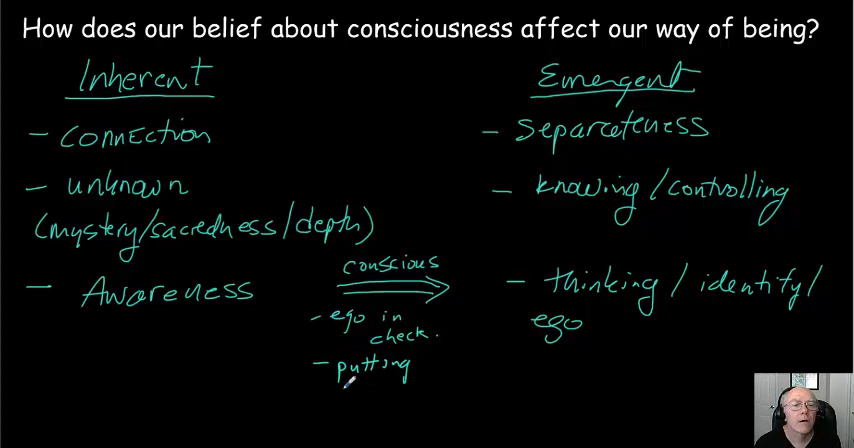 How does our belief about consciousness affect our way of being?
Inherent
- Connection
- unknown
(mystery/sacredness/depth)
- Awareness
conscious
- ego in
check.
- putting
Emergent
- Separateness
- knowing/controlling
- thinking/identity/
ego